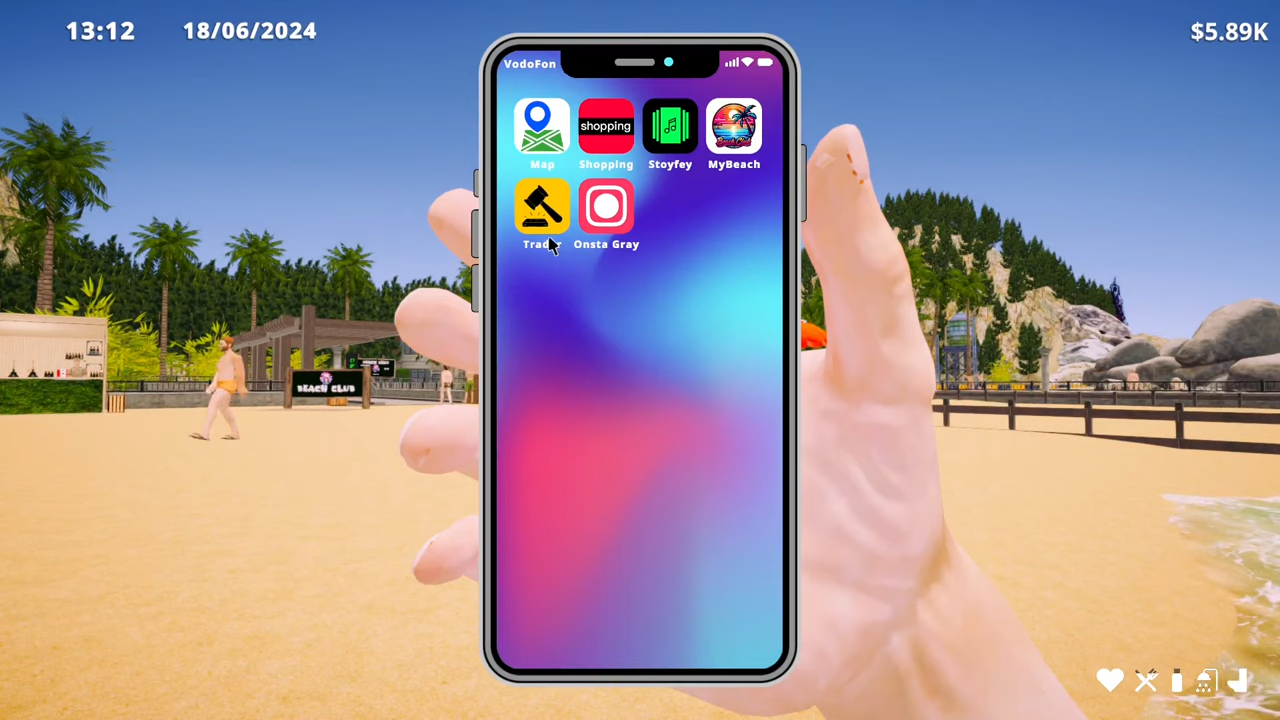 13:12 18/06/2024 $5.89K
VodoFon
shopping
Map Shopping Stoyfey MyBeach
Onsta Gray
BEACH CLUB